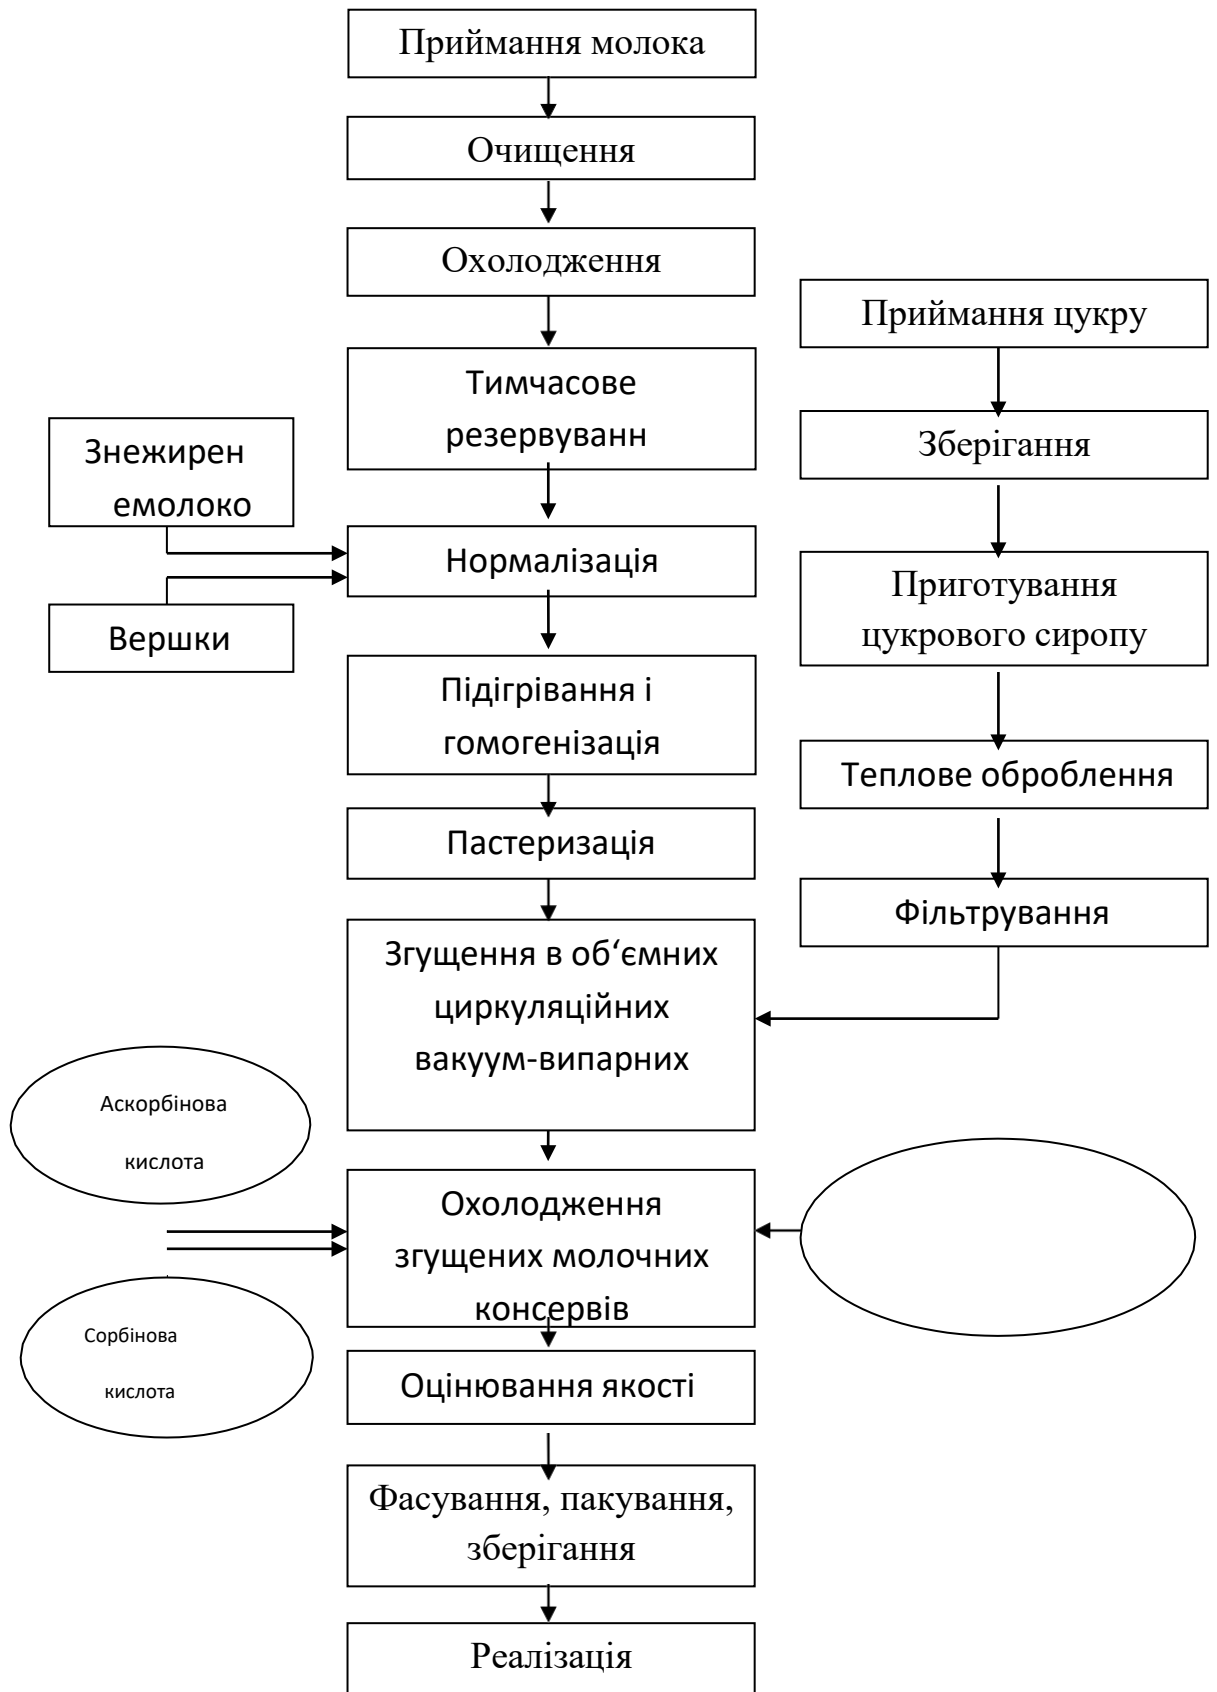 Приймання молока
Очищення
Охолодження
Приймання цукру
Тимчасове
резервуванн
Зберігання
Знежирен
емолоко
Нормалізація
Вершки
Приготування
цукрового сиропу
Підігрівання і
гомогенізація
Теплове оброблення
Пастеризація
Фільтрування
Згущення в об‘ємних
циркуляційних
вакуум-випарних
Аскорбінова
кислота
Охолодження
згущених молочних
консервів
Сорбінова
кислота
Оцінювання якості
Фасування, пакування,
зберігання
Реалізація